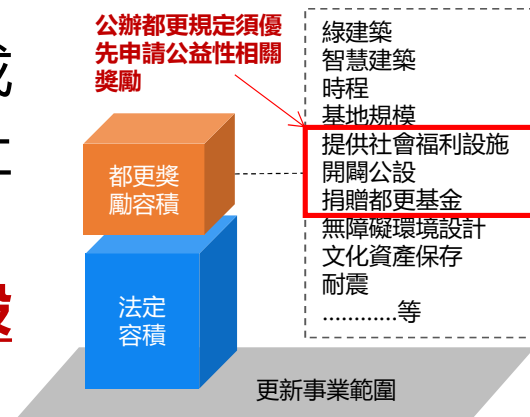 公辦都更規定須優
先申請公益性相關
獎勵
綠建築
智慧建築
時程
基地規模
提供社會福利設施
開闢公設
捐贈都更基金
無障礙環境設計
文化資產保存
耐震
............等
都更獎
勵容積
法定
容積
更新事業範圍